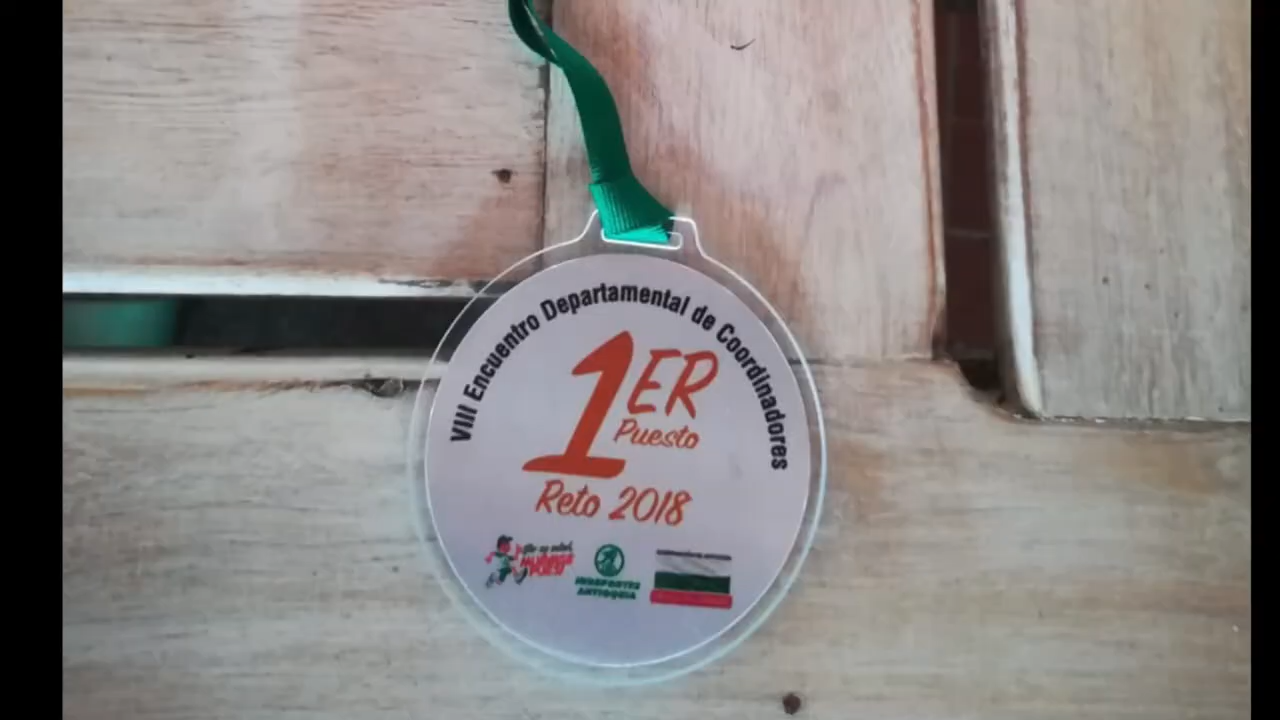 VIII Encuentro Departamental de Coordinadores
1ER
Puesto
Reto 2018
INDEPORTES
ANTIOQUIA